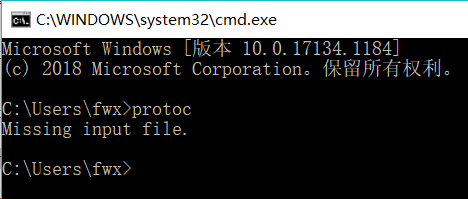 C:\WINDOWS\system32\cmd.exe
Microsoft Windows [版本 10.0.17134.1184]
(c) 2018 Microsoft Corporation。保留所有权利。
C:\Users\fwx>protoc
Missing input file.
C:\Users\fwx>